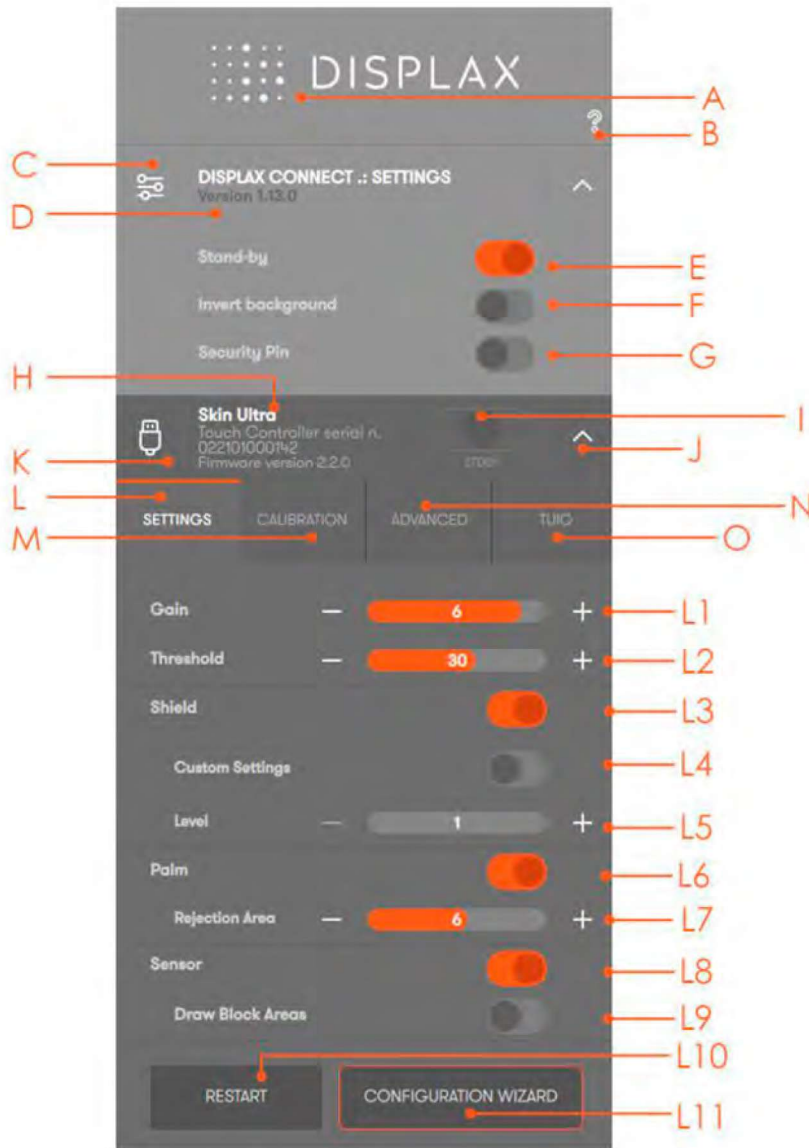 DISPLAX
A
?
B
C
DISPLAX CONNECT .: SETTINGS
Version 1.13.0
D
Stand-by
E
Invert background
F
Security Pin
G
H
Skin Ultra
I
Touch Controller serial n.
022101000142
J
K
Firmware version 2.2.0
L
N
SETTINGS
CALIBRATION
ADVANCED
TUIO
M
O
Gain
6
L1
Threshold
30
L2
Shield
L3
Custom Settings
L4
Level
1
L5
Palm
L6
Rejection Area
6
L7
Sensor
L8
Draw Block Areas
L9
L10
RESTART
CONFIGURATION WIZARD
L11